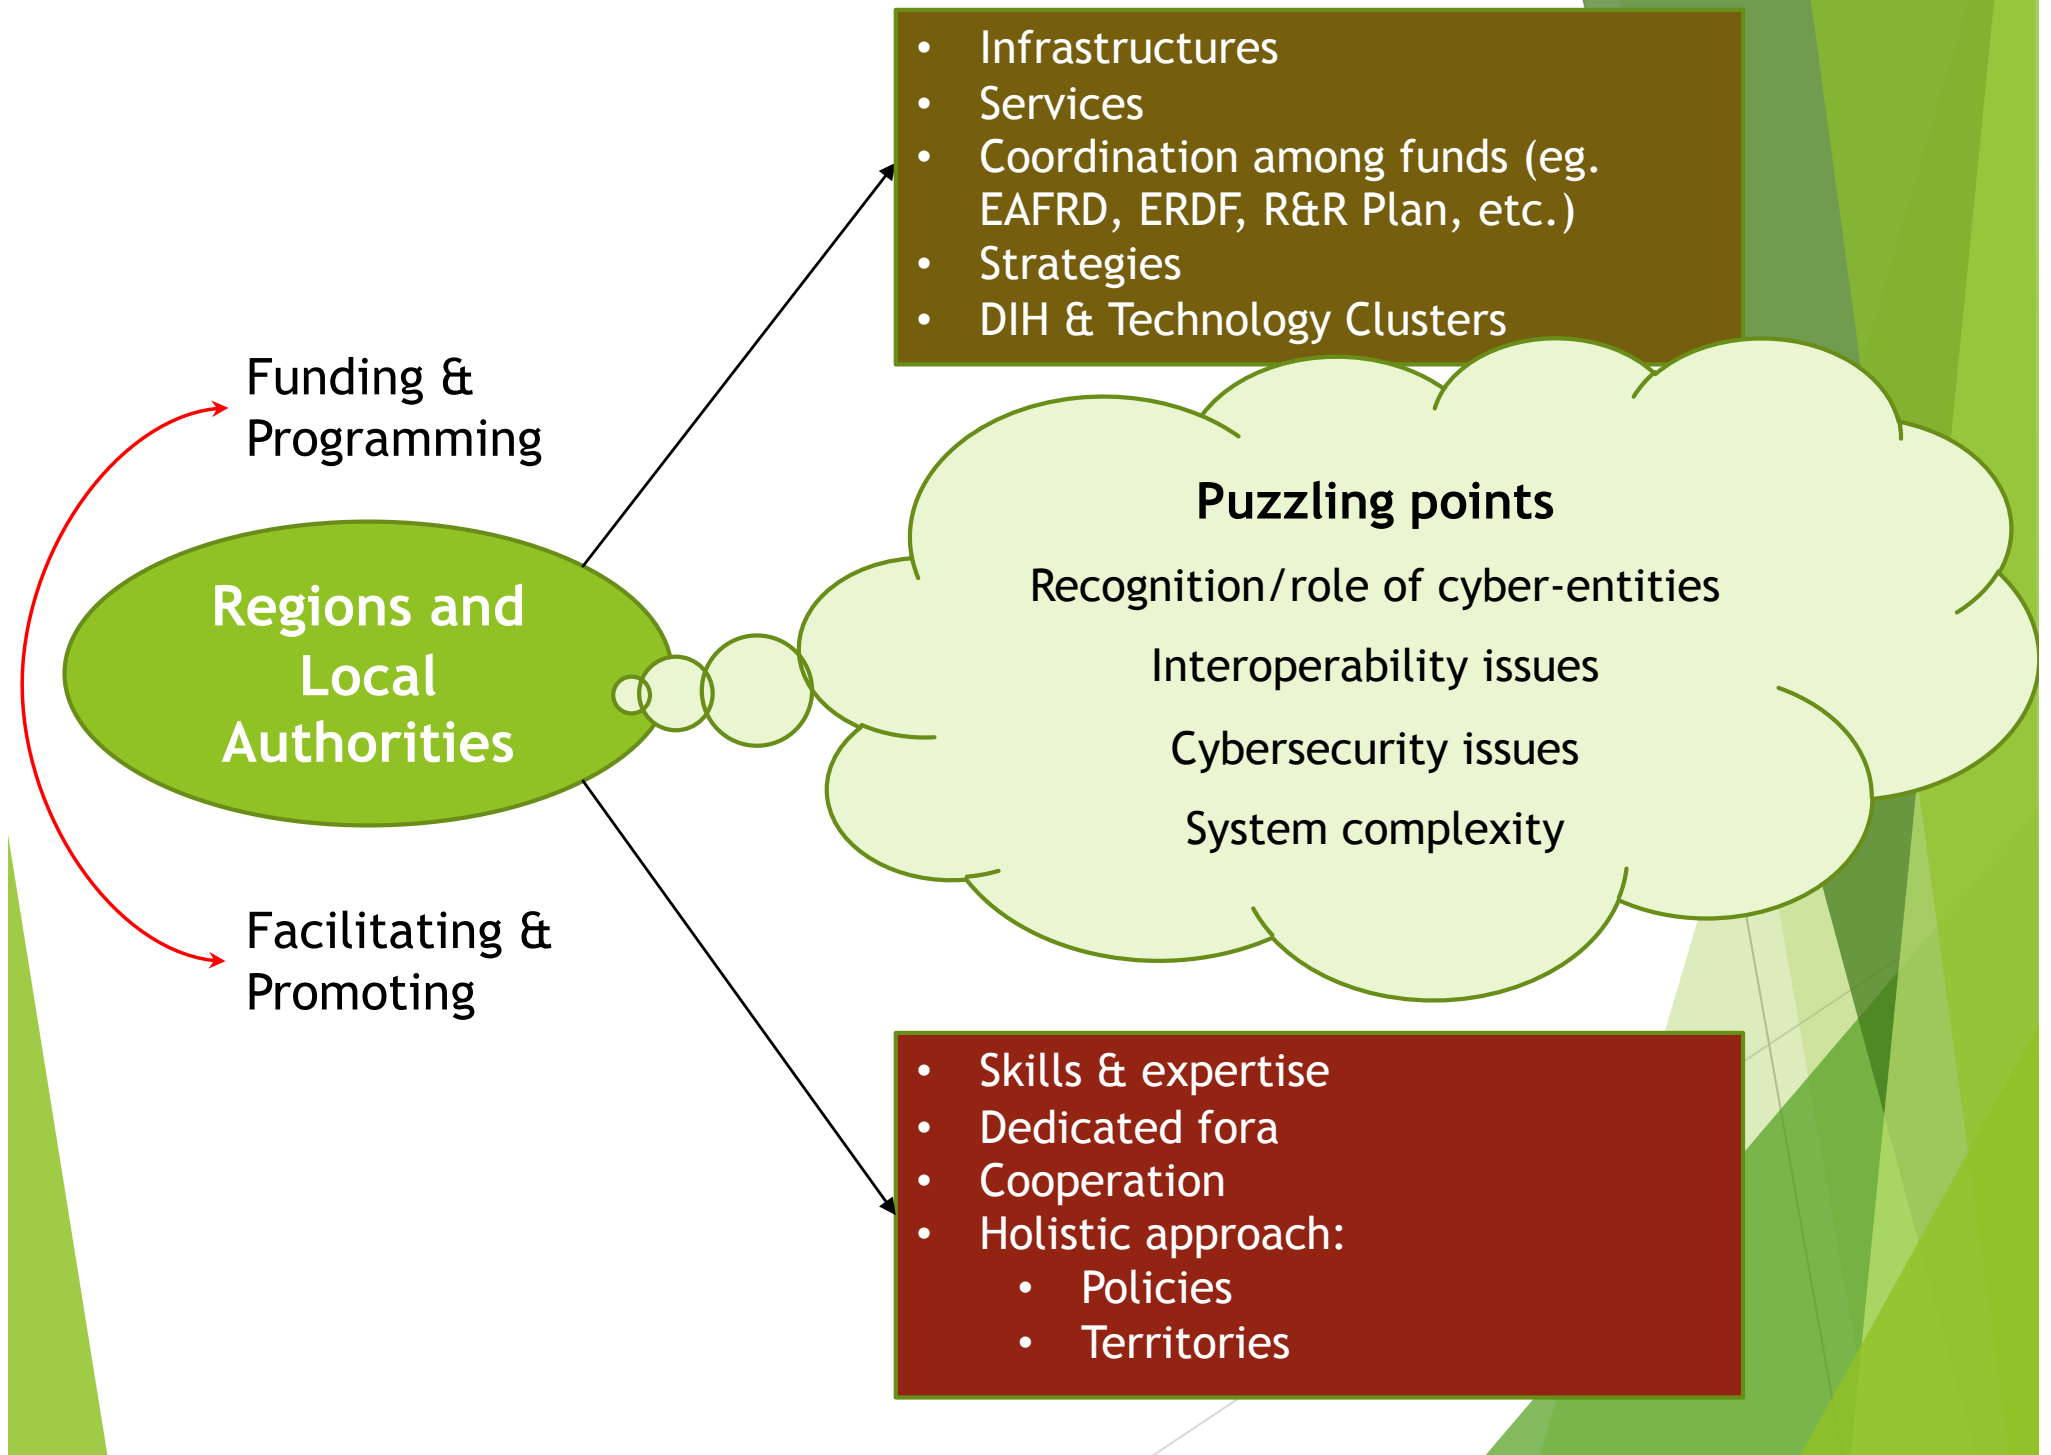 • Infrastructures
• Services
• Coordination among funds (eg.
EAFRD, ERDF, R&R Plan, etc.)
• Strategies
• DIH & Technology Clusters
Funding &
Programming
Regions and
Local
Authorities
Facilitating &
Promoting
Puzzling points
Recognition/role of cyber-entities
Interoperability issues
Cybersecurity issues
System complexity
• Skills & expertise
• Dedicated fora
• Cooperation
• Holistic approach:
• Policies
• Territories